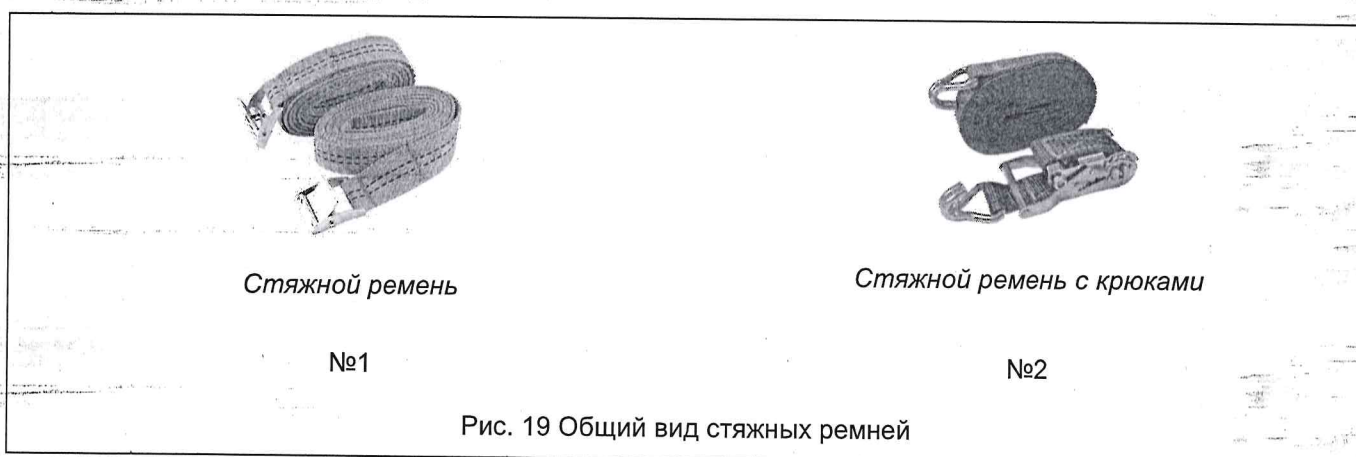 Стяжной ремень
Стяжной ремень с крюками
№1
№2
Рис. 19 Общий вид стяжных ремней